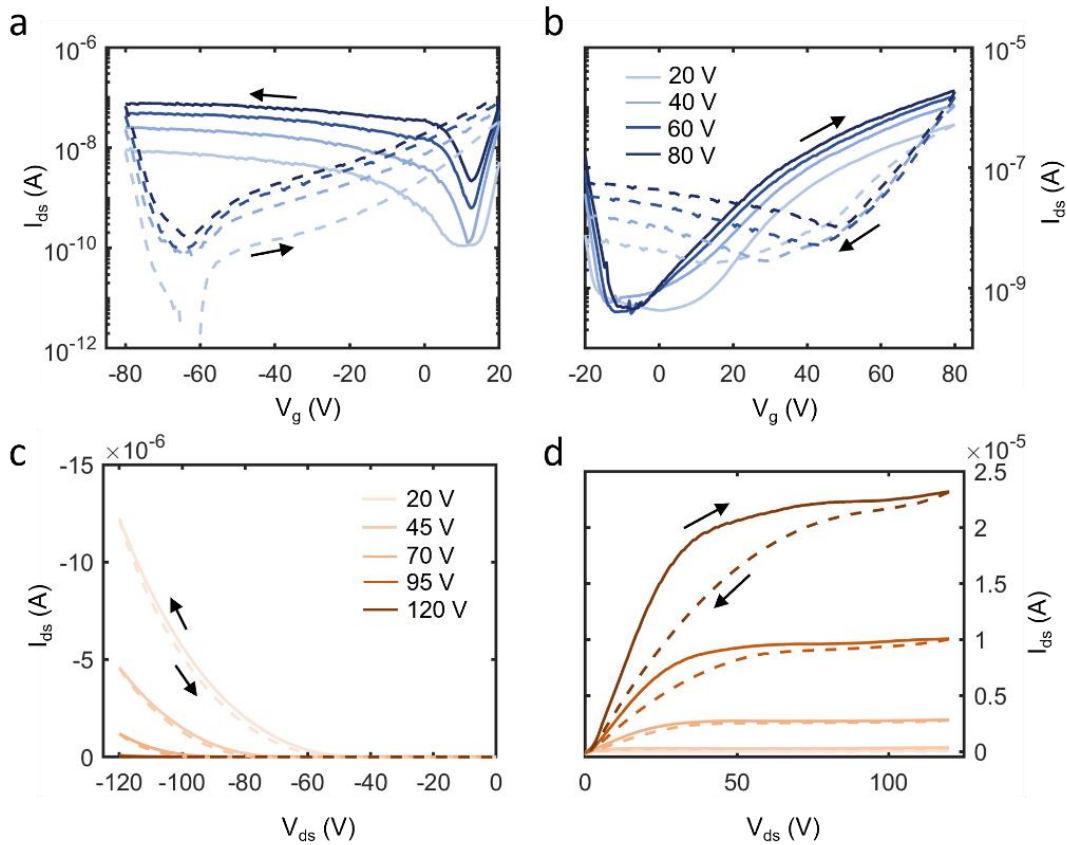 a
10⁻⁶
10⁻⁸
10⁻¹⁰
10⁻¹²
I_ds (A)
-80 -60 -40 -20 0 20
V_g (V)
b
20 V
40 V
60 V
80 V
10⁻⁵
10⁻⁷
10⁻⁹
I_ds (A)
-20 0 20 40 60 80
V_g (V)
c
×10⁻⁶
-15
-10
-5
0
I_ds (A)
20 V
45 V
70 V
95 V
120 V
-120 -100 -80 -60 -40 -20 0
V_ds (V)
d
×10⁻⁵
2.5
2
1.5
1
0.5
0
I_ds (A)
0 50 100
V_ds (V)